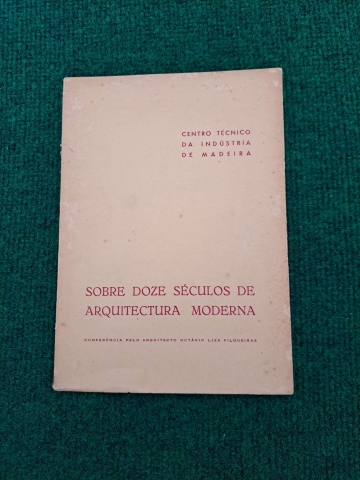 CENTRO TÉCNICO
DA INDÚSTRIA
DE MADEIRA
SOBRE DOZE SÉCULOS DE
ARQUITECTURA MODERNA
CONFERÊNCIA PELO ARQUITECTO OCTÁVIO LIXA FILGUEIRAS